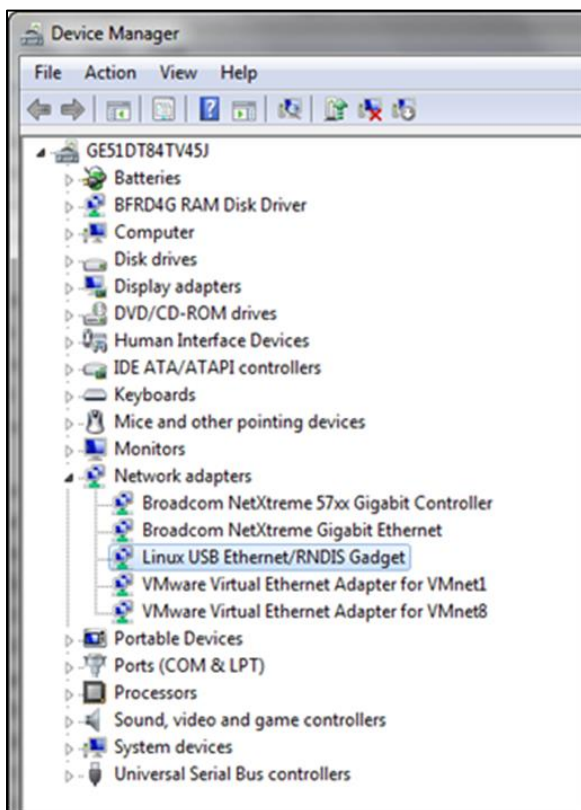 Device Manager
File Action View Help
GE51DT84TV45J
Batteries
BFRD4G RAM Disk Driver
Computer
Disk drives
Display adapters
DVD/CD-ROM drives
Human Interface Devices
IDE ATA/ATAPI controllers
Keyboards
Mice and other pointing devices
Monitors
Network adapters
Broadcom NetXtreme 57xx Gigabit Controller
Broadcom NetXtreme Gigabit Ethernet
Linux USB Ethernet/RNDIS Gadget
VMware Virtual Ethernet Adapter for VMnet1
VMware Virtual Ethernet Adapter for VMnet8
Portable Devices
Ports (COM & LPT)
Processors
Sound, video and game controllers
System devices
Universal Serial Bus controllers